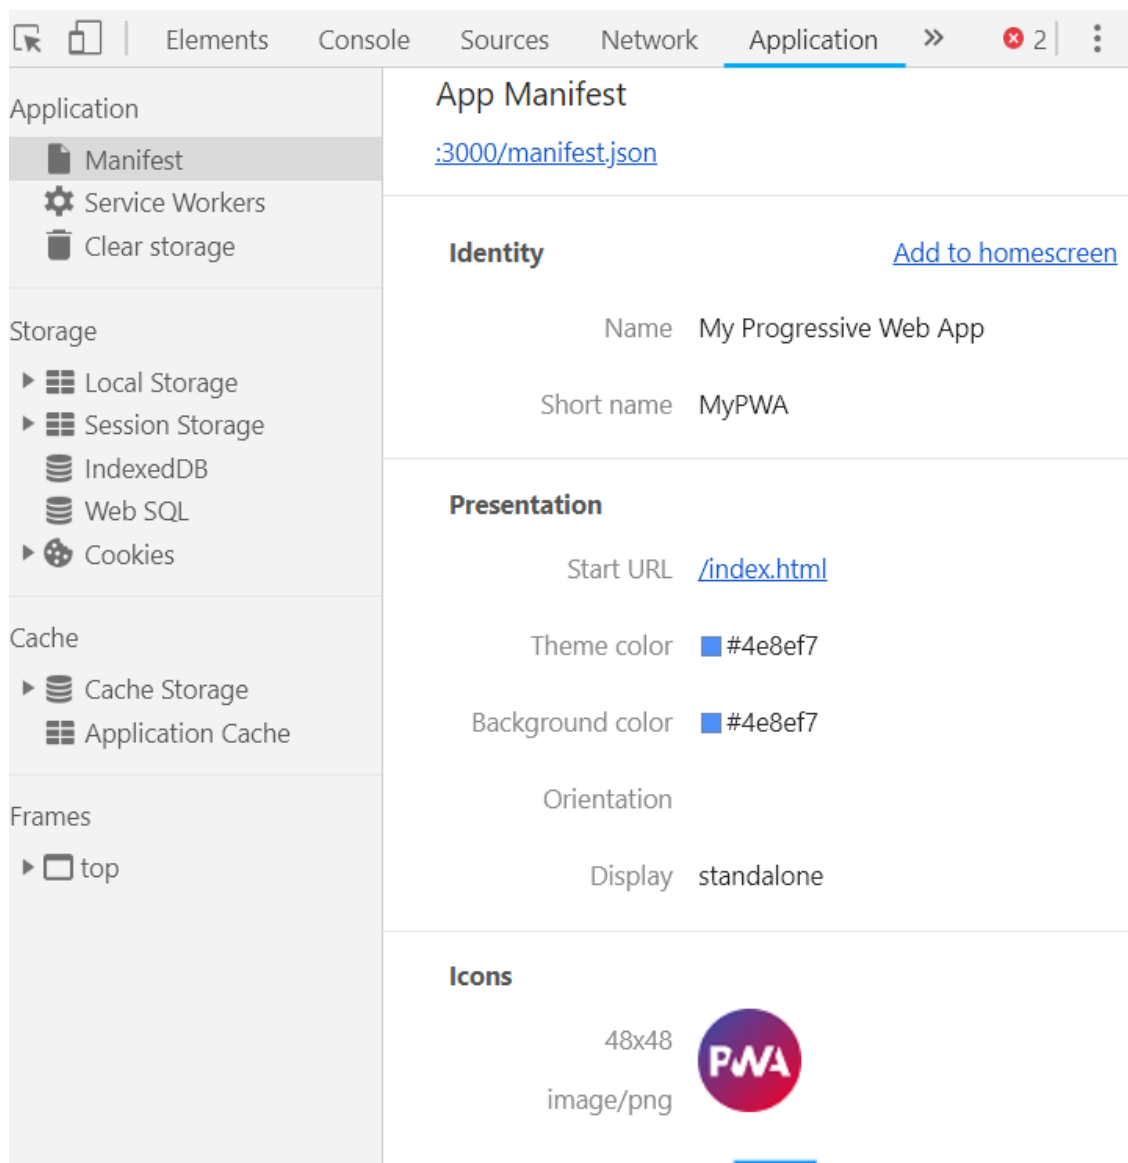 Elements Console Sources Network Application » 2
Application
Manifest
Service Workers
Clear storage
Storage
Local Storage
Session Storage
IndexedDB
Web SQL
Cookies
Cache
Cache Storage
Application Cache
Frames
top
App Manifest
:3000/manifest.json
Identity Add to homescreen
Name My Progressive Web App
Short name MyPWA
Presentation
Start URL /index.html
Theme color #4e8ef7
Background color #4e8ef7
Orientation
Display standalone
Icons
48x48
PWA
image/png